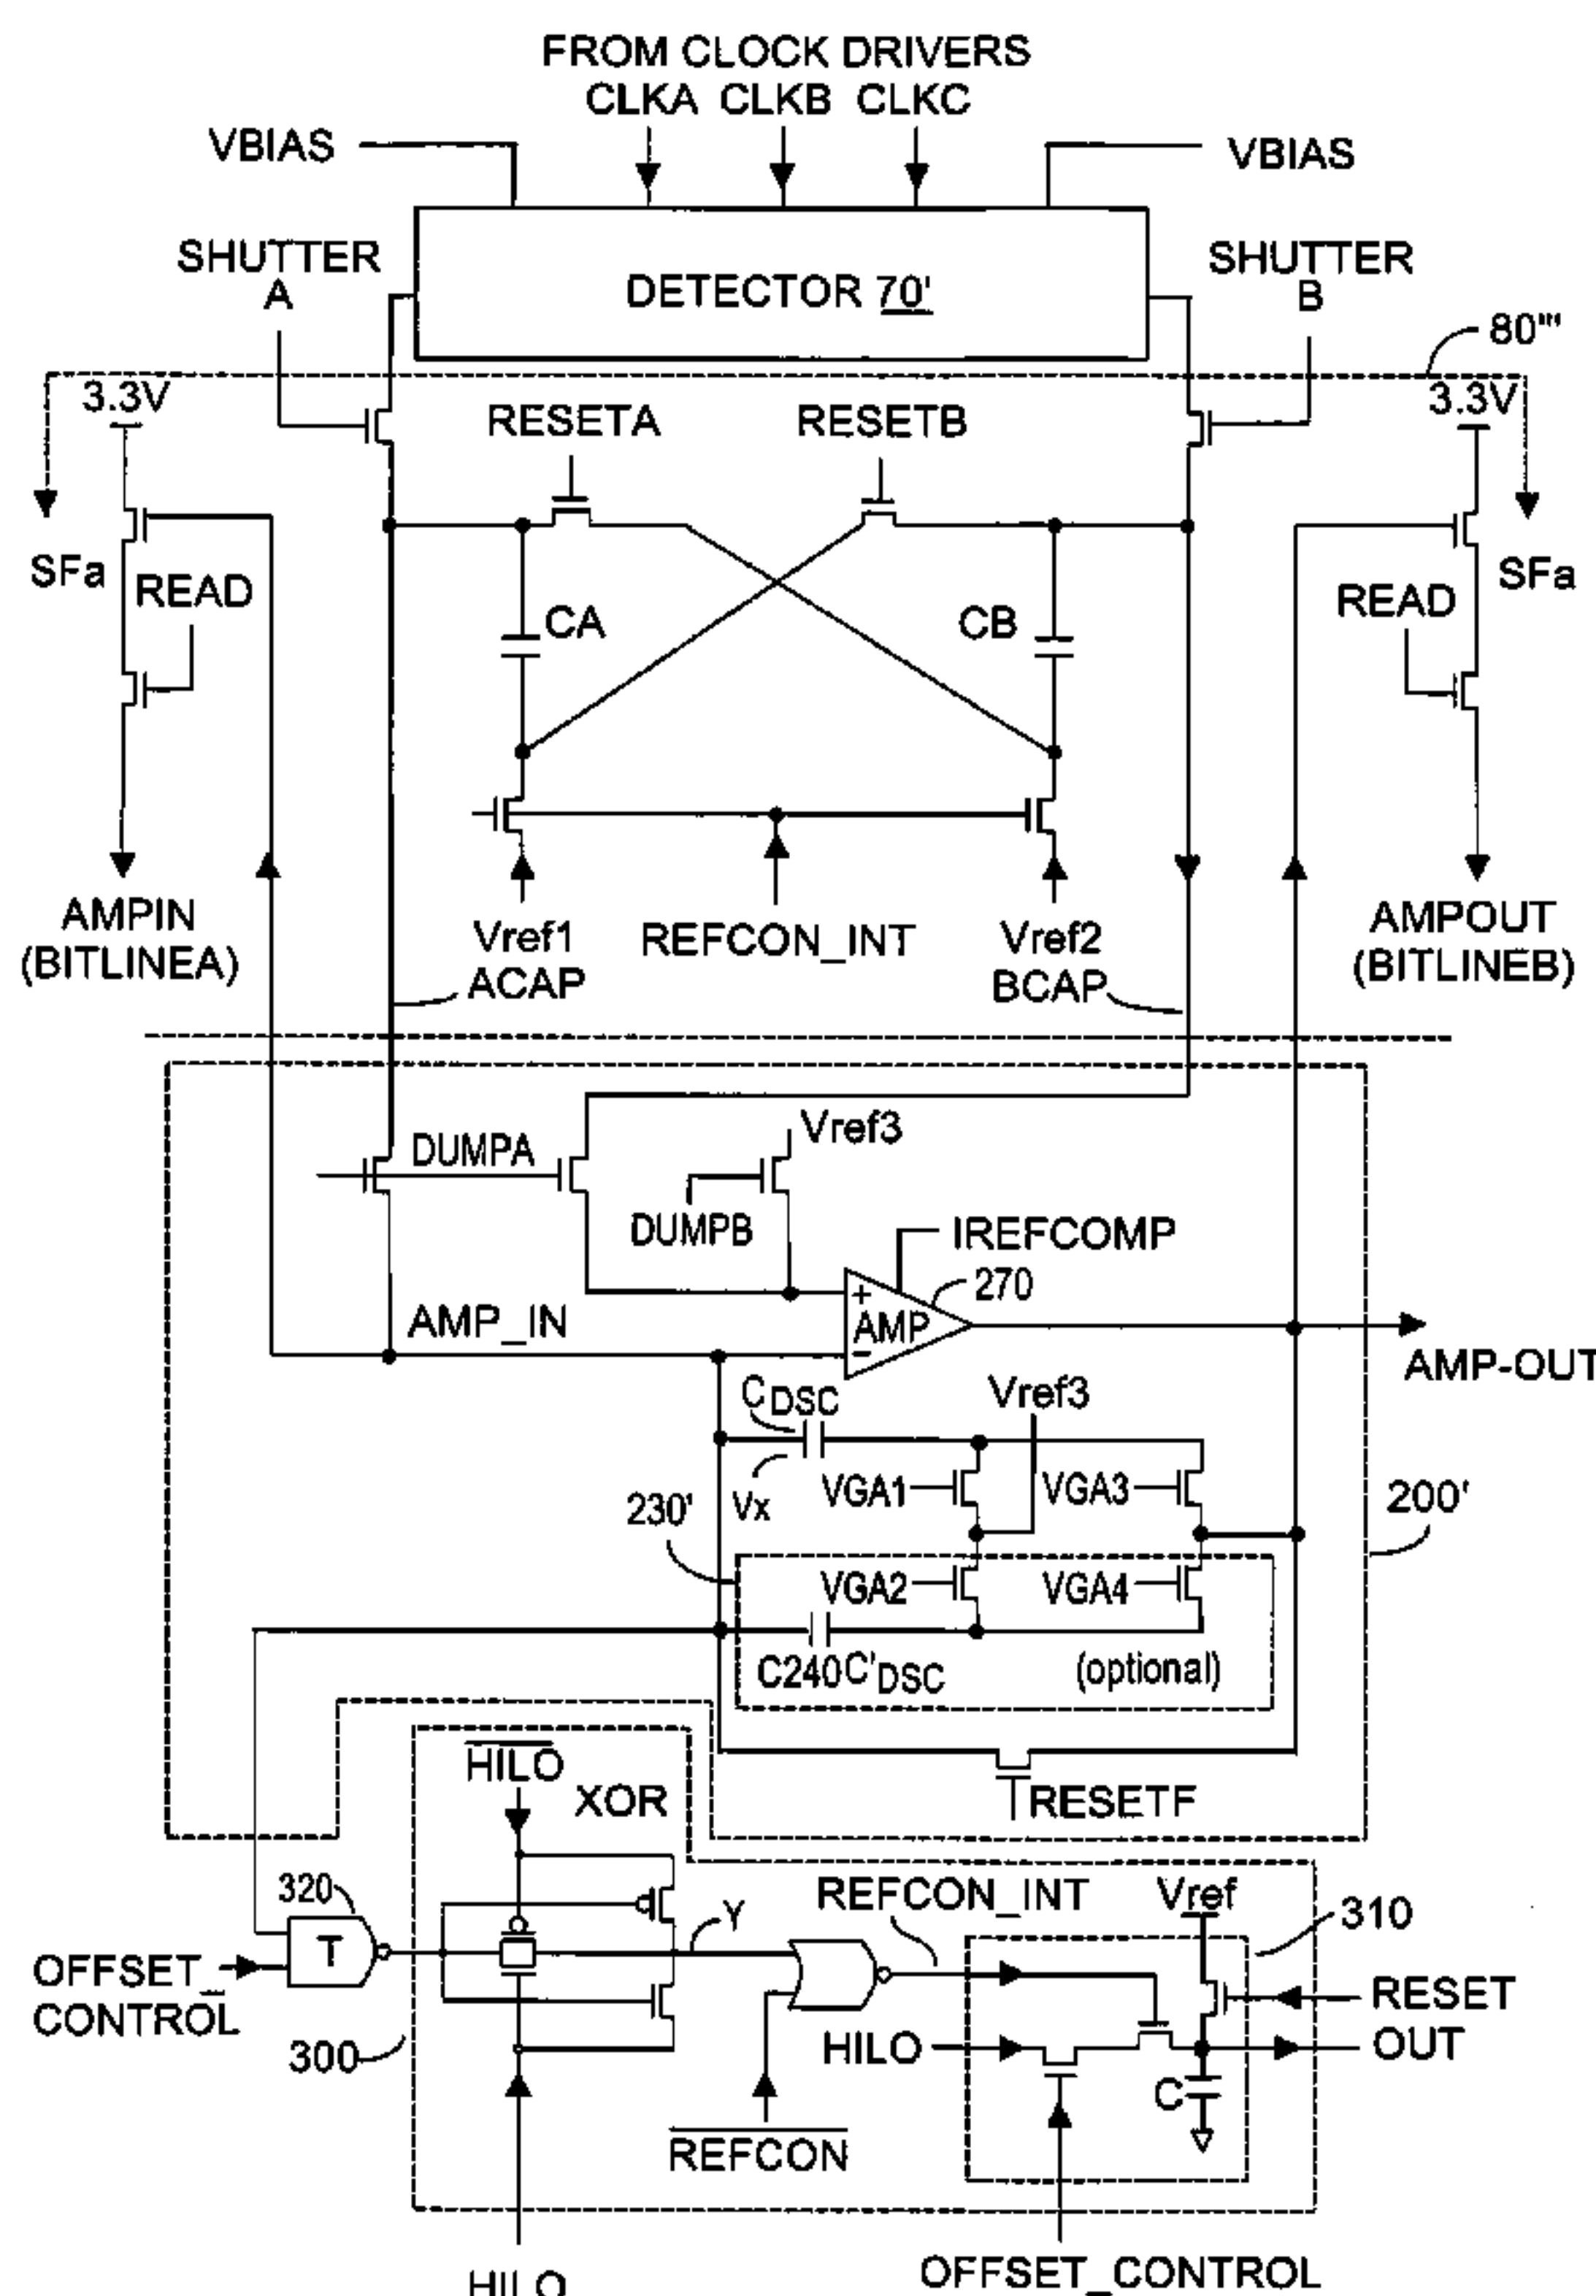 FROM CLOCK DRIVERS
CLKA CLKB CLKC
VBIAS
VBIAS
SHUTTER
A
SHUTTER
B
DETECTOR 70'
80'''
3.3V
3.3V
RESETA
RESETB
SFa
READ
CA
CB
READ
SFa
AMPIN
(BITLINEA)
Vref1
ACAP
REFCON_INT
Vref2
BCAP
AMPOUT
(BITLINEB)
DUMPA
Vref3
DUMPB
IREFCOMP
270
+
AMP
−
AMP_IN
AMP-OUT
CDSC
Vref3
Vx
VGA1
VGA3
230'
200'
VGA2
VGA4
C240 C'DSC
(optional)
HILO
XOR
RESETF
320
T
Y
REFCON_INT
Vref
310
OFFSET_
CONTROL
RESET
300
HILO
OUT
C
REFCON
HILO
OFFSET_CONTROL